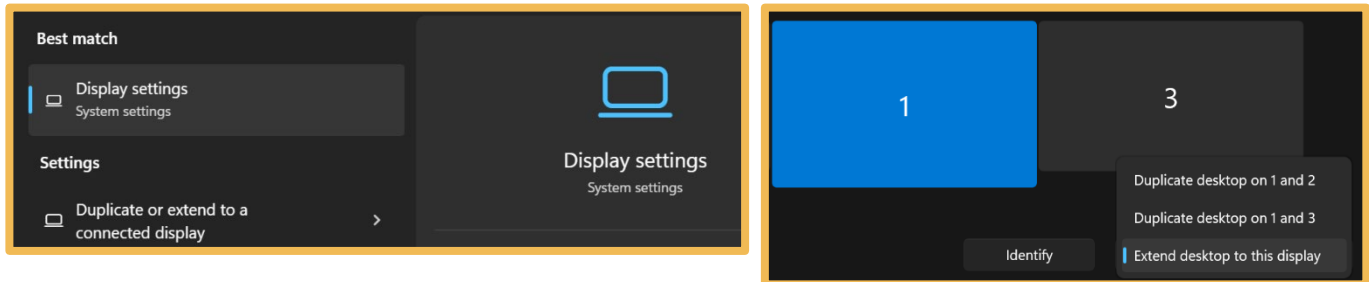 Best match
Display settings
System settings
Settings
Duplicate or extend to a
connected display
Display settings
System settings
1
3
Duplicate desktop on 1 and 2
Duplicate desktop on 1 and 3
Identify
Extend desktop to this display